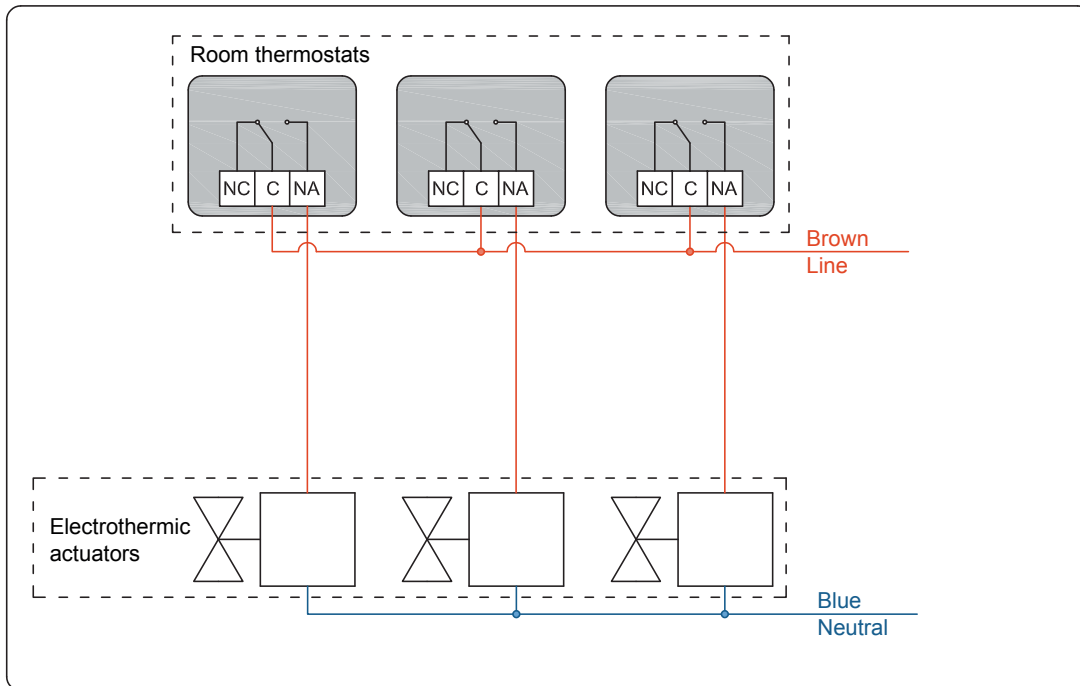 Room thermostats
NC C NA
NC C NA
NC C NA
Brown
Line
Electrothermic
actuators
Blue
Neutral